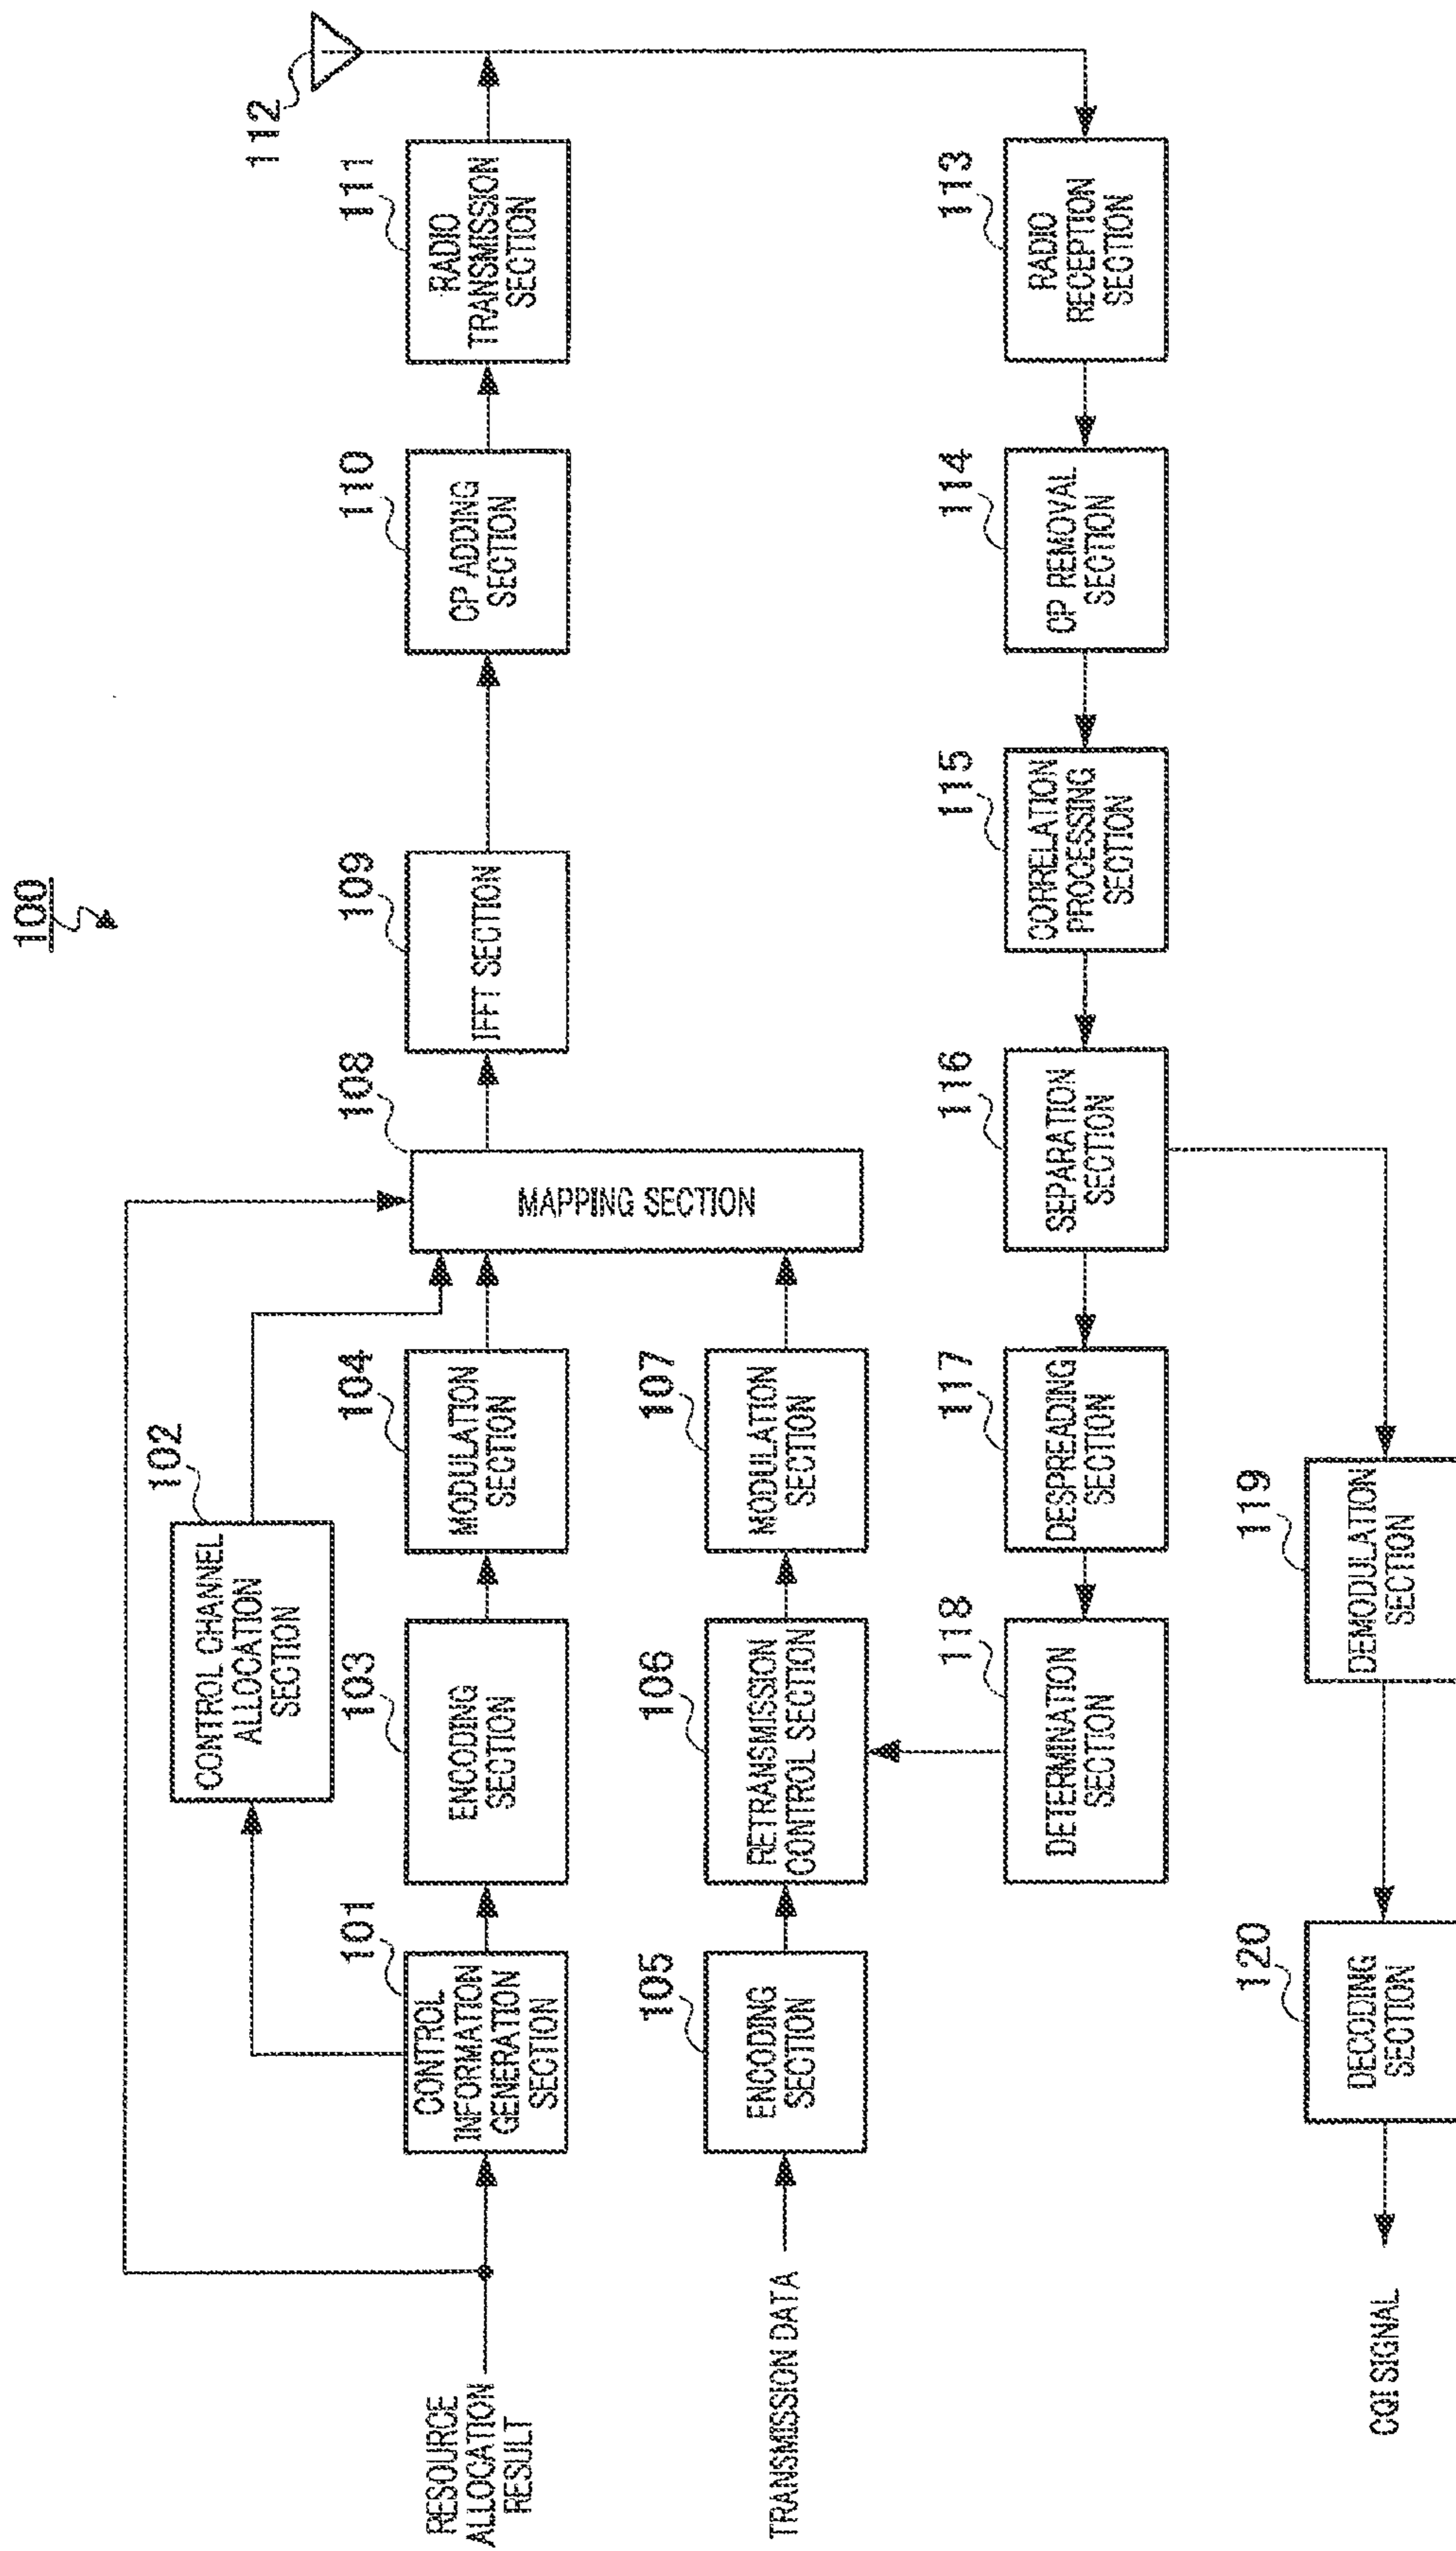 100
112
RESOURCE
ALLOCATION
RESULT
101
CONTROL
INFORMATION
GENERATION
SECTION
102
CONTROL CHANNEL
ALLOCATION
SECTION
103
ENCODING
SECTION
104
MODULATION
SECTION
108
MAPPING SECTION
109
IFFT SECTION
110
CP ADDING
SECTION
111
RADIO
TRANSMISSION
SECTION
TRANSMISSION DATA
105
ENCODING
SECTION
106
RETRANSMISSION
CONTROL SECTION
107
MODULATION
SECTION
118
DETERMINATION
SECTION
117
DESPREADING
SECTION
116
SEPARATION
SECTION
115
CORRELATION
PROCESSING
SECTION
114
CP REMOVAL
SECTION
113
RADIO
RECEPTION
SECTION
CQI SIGNAL
120
DECODING
SECTION
119
DEMODULATION
SECTION